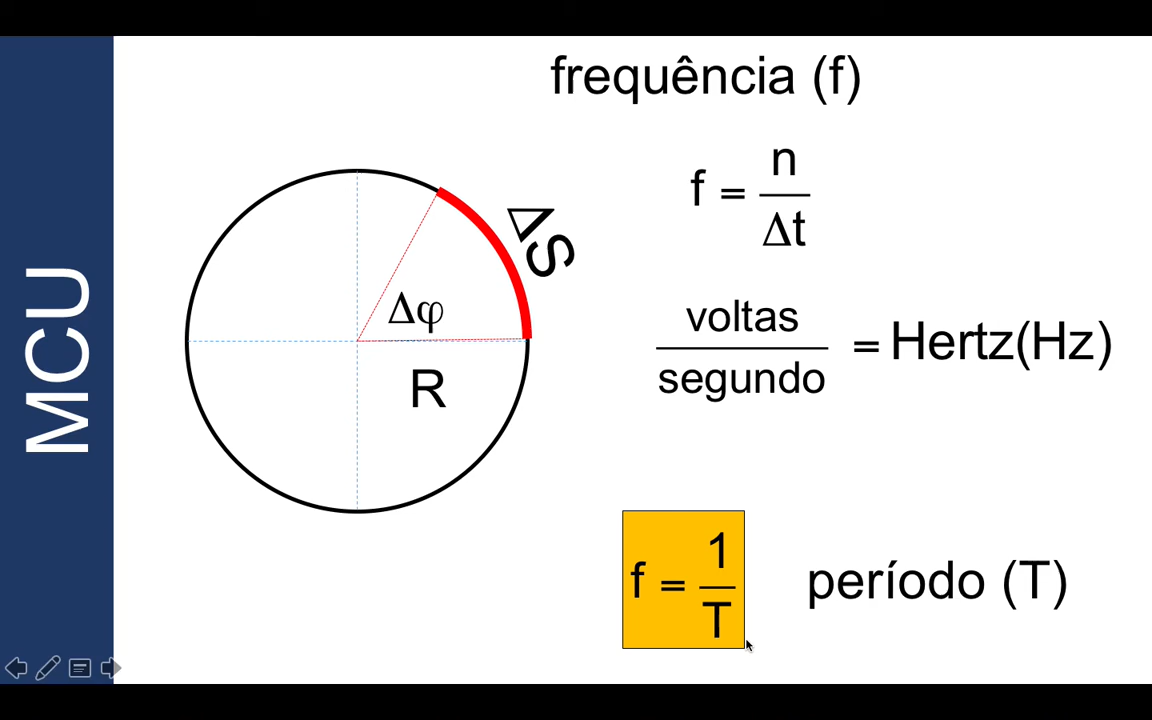 MCU
frequência (f)
f = n/Δt
voltas/segundo = Hertz(Hz)
ΔS
Δφ
R
f = 1/T
período (T)